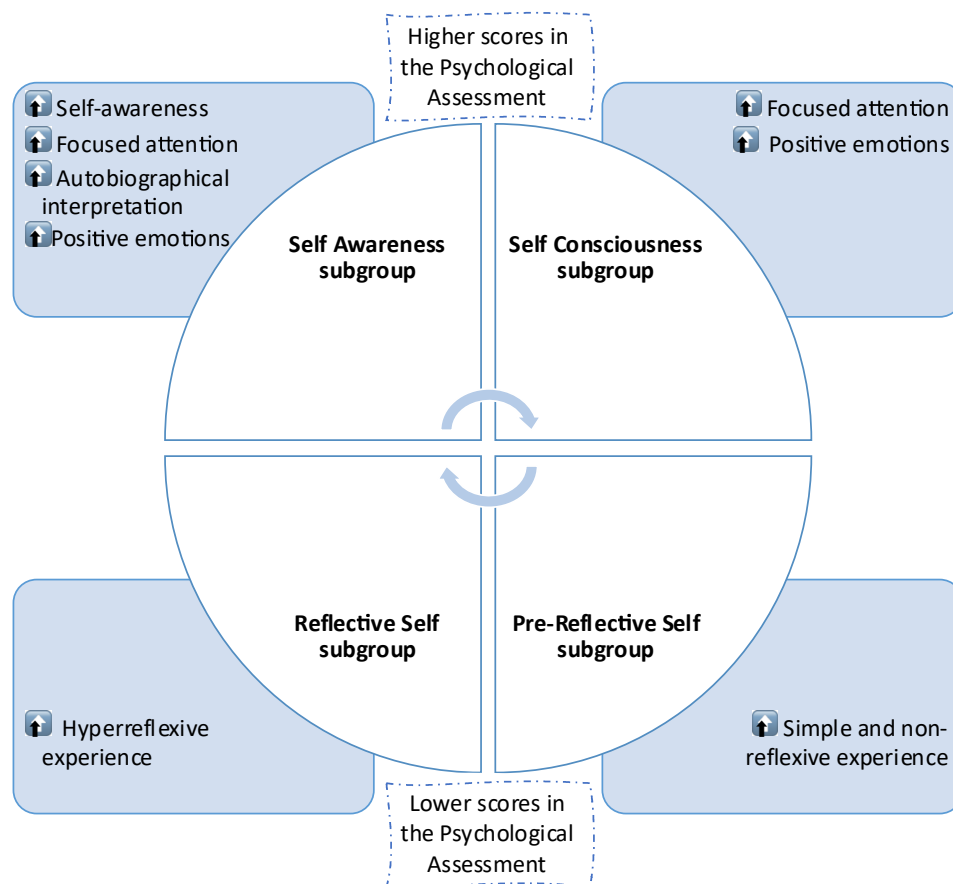 Higher scores in
the Psychological
Assessment
Self-awareness
Focused attention
Autobiographical
interpretation
Positive emotions
Focused attention
Positive emotions
Self Awareness
subgroup
Self Consciousness
subgroup
Reflective Self
subgroup
Pre-Reflective Self
subgroup
Hyperreflexive
experience
Simple and non-
reflexive experience
Lower scores in
the Psychological
Assessment